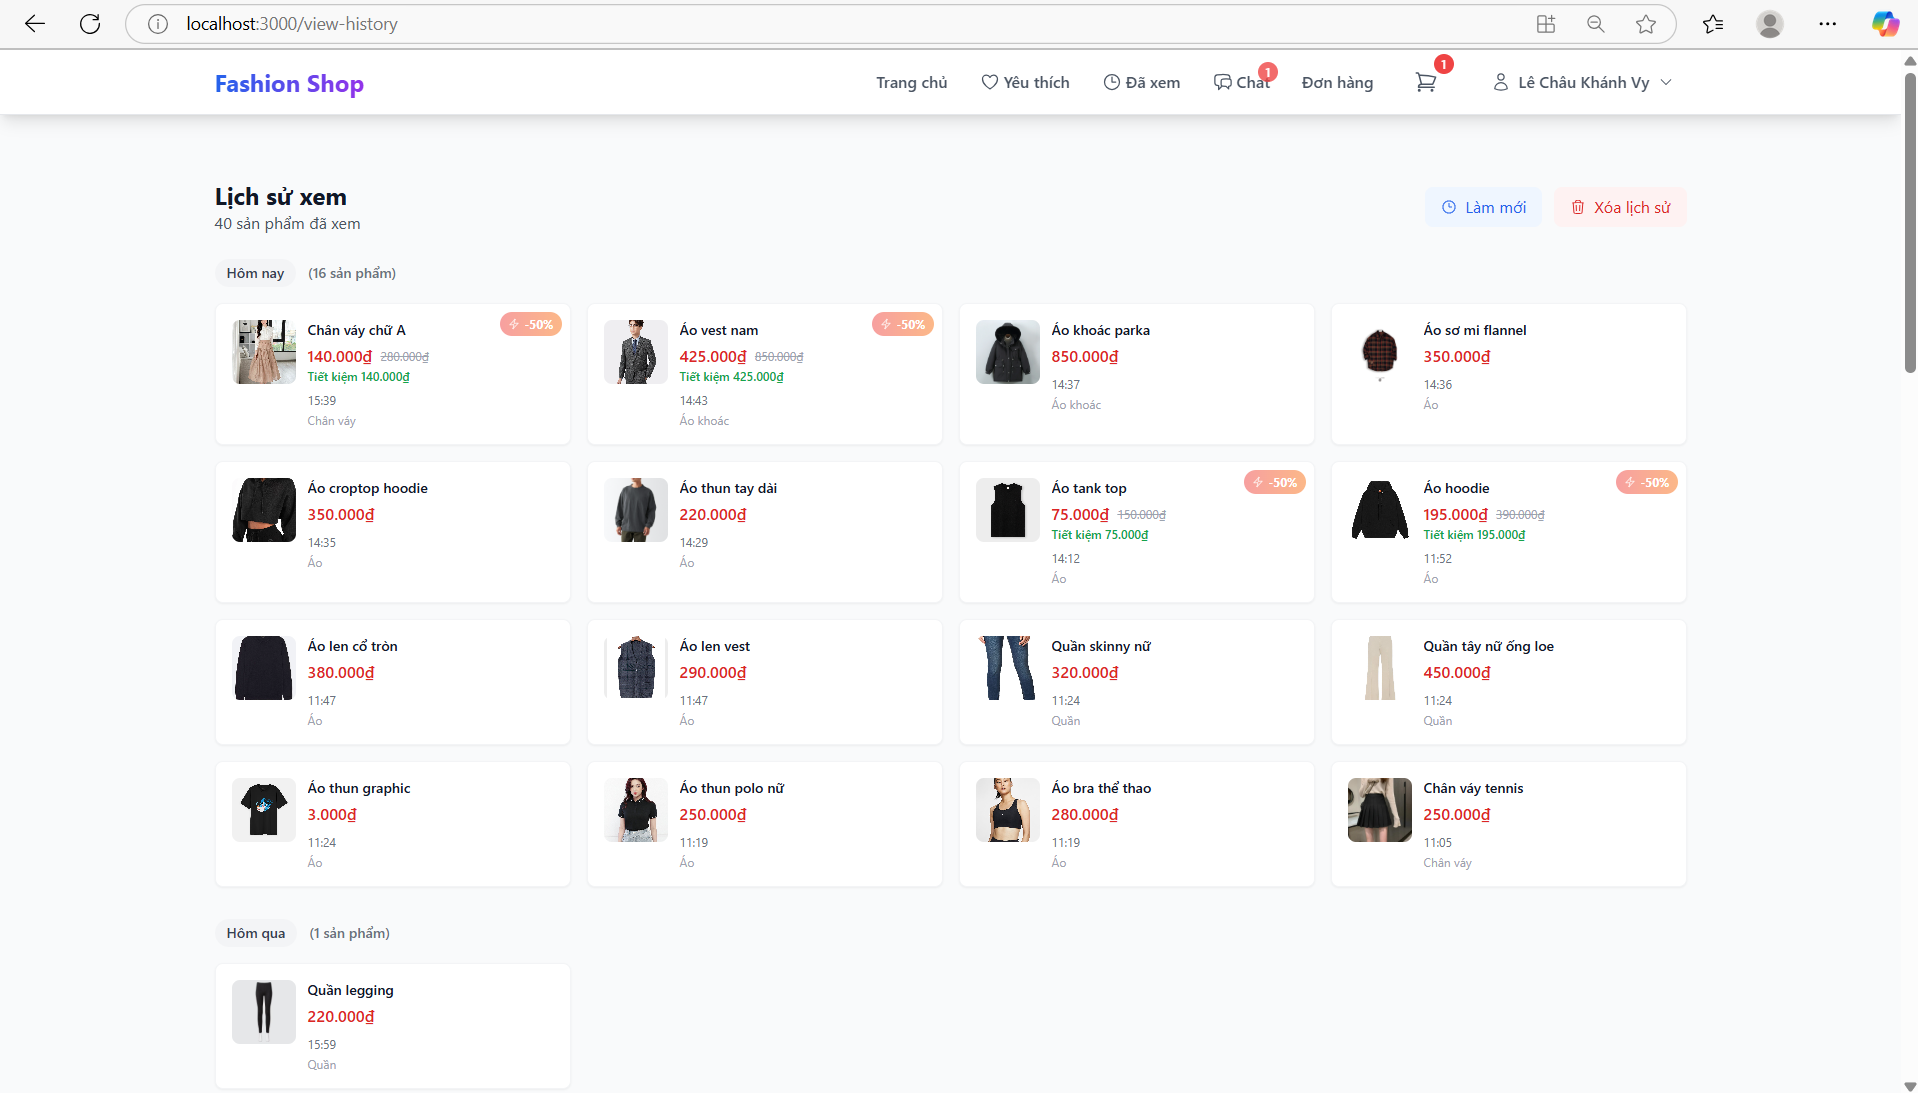 localhost:3000/view-history
Fashion Shop
Trang chủ
Yêu thích
Đã xem
Chat
1
Đơn hàng
1
Lê Châu Khánh Vy
Lịch sử xem
40 sản phẩm đã xem
Làm mới
Xóa lịch sử
Hôm nay (16 sản phẩm)
Chân váy chữ A
-50%
140.000₫ 280.000₫
Tiết kiệm 140.000₫
15:39
Chân váy
Áo vest nam
-50%
425.000₫ 850.000₫
Tiết kiệm 425.000₫
14:43
Áo khoác
Áo khoác parka
850.000₫
14:37
Áo khoác
Áo sơ mi flannel
350.000₫
14:36
Áo
Áo croptop hoodie
350.000₫
14:35
Áo
Áo thun tay dài
220.000₫
14:29
Áo
Áo tank top
-50%
75.000₫ 150.000₫
Tiết kiệm 75.000₫
14:12
Áo
Áo hoodie
-50%
195.000₫ 390.000₫
Tiết kiệm 195.000₫
11:52
Áo
Áo len cổ tròn
380.000₫
11:47
Áo
Áo len vest
290.000₫
11:47
Áo
Quần skinny nữ
320.000₫
11:24
Quần
Quần tây nữ ống loe
450.000₫
11:24
Quần
Áo thun graphic
3.000₫
11:24
Áo
Áo thun polo nữ
250.000₫
11:19
Áo
Áo bra thể thao
280.000₫
11:19
Áo
Chân váy tennis
250.000₫
11:05
Chân váy
Hôm qua (1 sản phẩm)
Quần legging
220.000₫
15:59
Quần